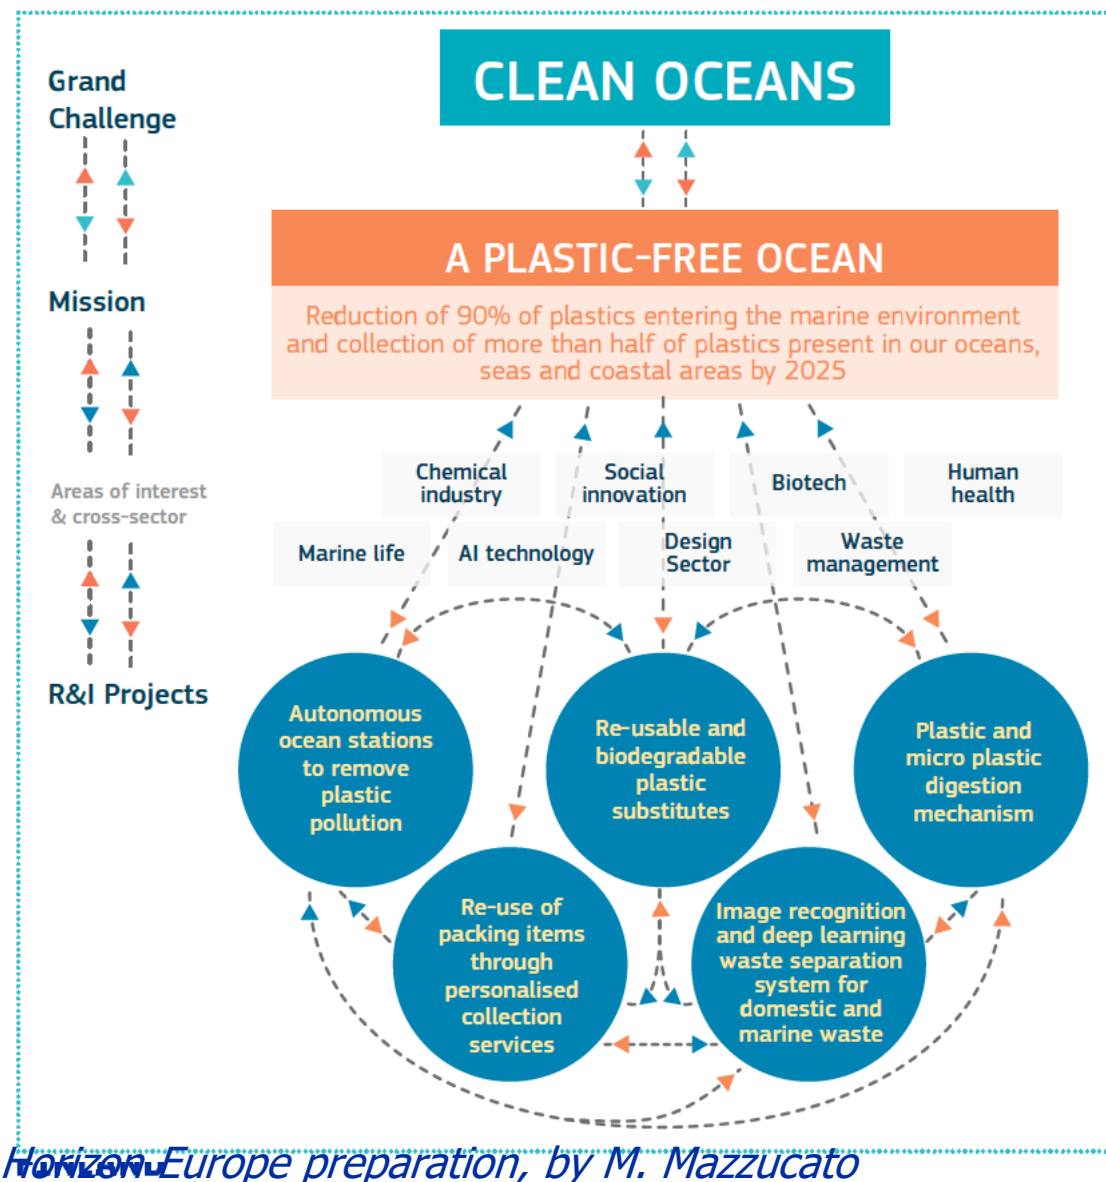 CLEAN OCEANS
Grand
Challenge
A PLASTIC-FREE OCEAN
Mission
Reduction of 90% of plastics entering the marine environment
and collection of more than half of plastics present in our oceans,
seas and coastal areas by 2025
Areas of interest
& cross-sector
Chemical
industry
Social
innovation
Biotech
Human
health
Marine life
AI technology
Design
Sector
Waste
management
R&I Projects
Autonomous
ocean stations
to remove
plastic
pollution
Re-usable and
biodegradable
plastic
substitutes
Plastic and
micro plastic
digestion
mechanism
Re-use of
packing items
through
personalised
collection
services
Image recognition
and deep learning
waste separation
system for
domestic and
marine waste
Horizon Europe preparation, by M. Mazzucato